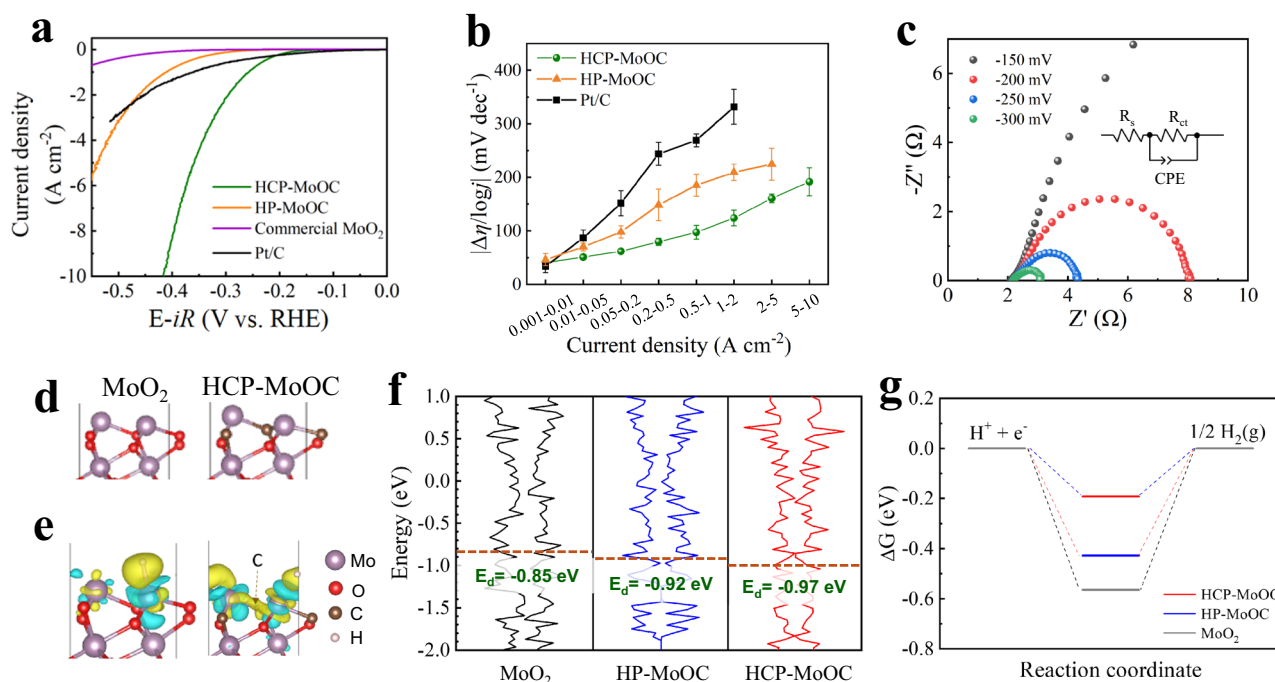 a
Current density
(A cm⁻²)
0
-2
-4
-6
-8
-10
HCP-MoOC
HP-MoOC
Commercial MoO₂
Pt/C
-0.5
-0.4
-0.3
-0.2
-0.1
0.0
E-iR (V vs. RHE)
b
|Δη/logj| (mV dec⁻¹)
400
300
200
100
0
HCP-MoOC
HP-MoOC
Pt/C
0.001-0.01
0.01-0.05
0.05-0.2
0.2-0.5
0.5-1
1-2
2-5
5-10
Current density (A cm⁻²)
c
-Z" (Ω)
6
4
2
0
-150 mV
-200 mV
-250 mV
-300 mV
Rs
Rct
CPE
0
2
4
6
8
10
Z' (Ω)
d
MoO₂
HCP-MoOC
e
C
Mo
O
C
H
f
Energy (eV)
1.0
0.5
0.0
-0.5
-1.0
-1.5
-2.0
E_d= -0.85 eV
E_d= -0.92 eV
E_d= -0.97 eV
MoO₂
HP-MoOC
HCP-MoOC
g
ΔG (eV)
0.2
0.0
-0.2
-0.4
-0.6
-0.8
H⁺ + e⁻
1/2 H₂(g)
HCP-MoOC
HP-MoOC
MoO₂
Reaction coordinate